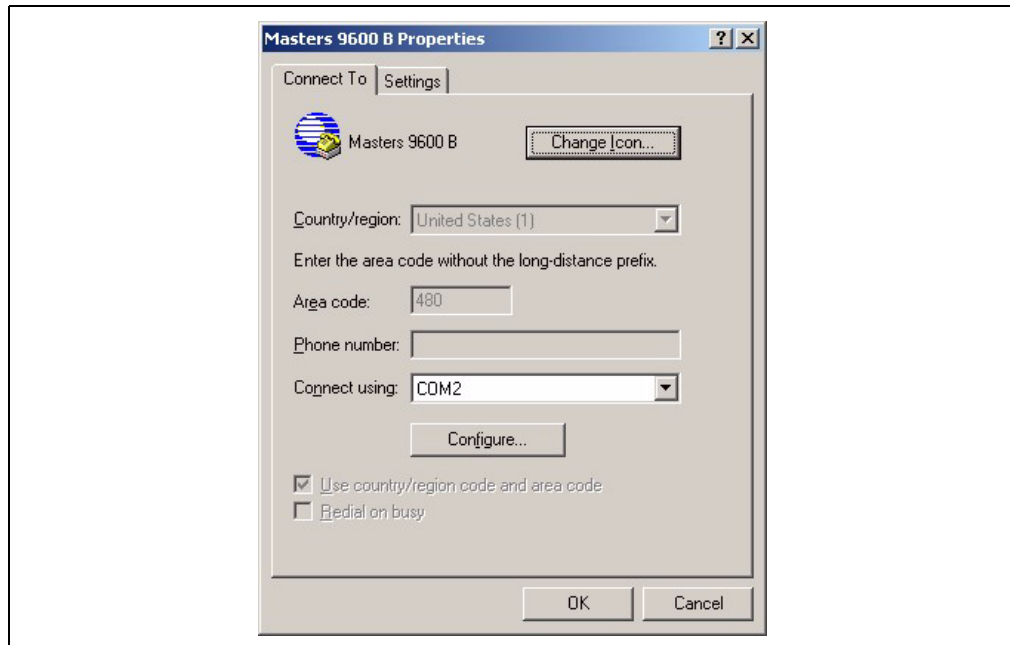 Masters 9600 B Properties
Connect To
Settings
Masters 9600 B
Change Icon...
Country/region:
United States (1)
Enter the area code without the long-distance prefix.
Area code:
480
Phone number:
Connect using:
COM2
Configure...
Use country/region code and area code
Redial on busy
OK
Cancel